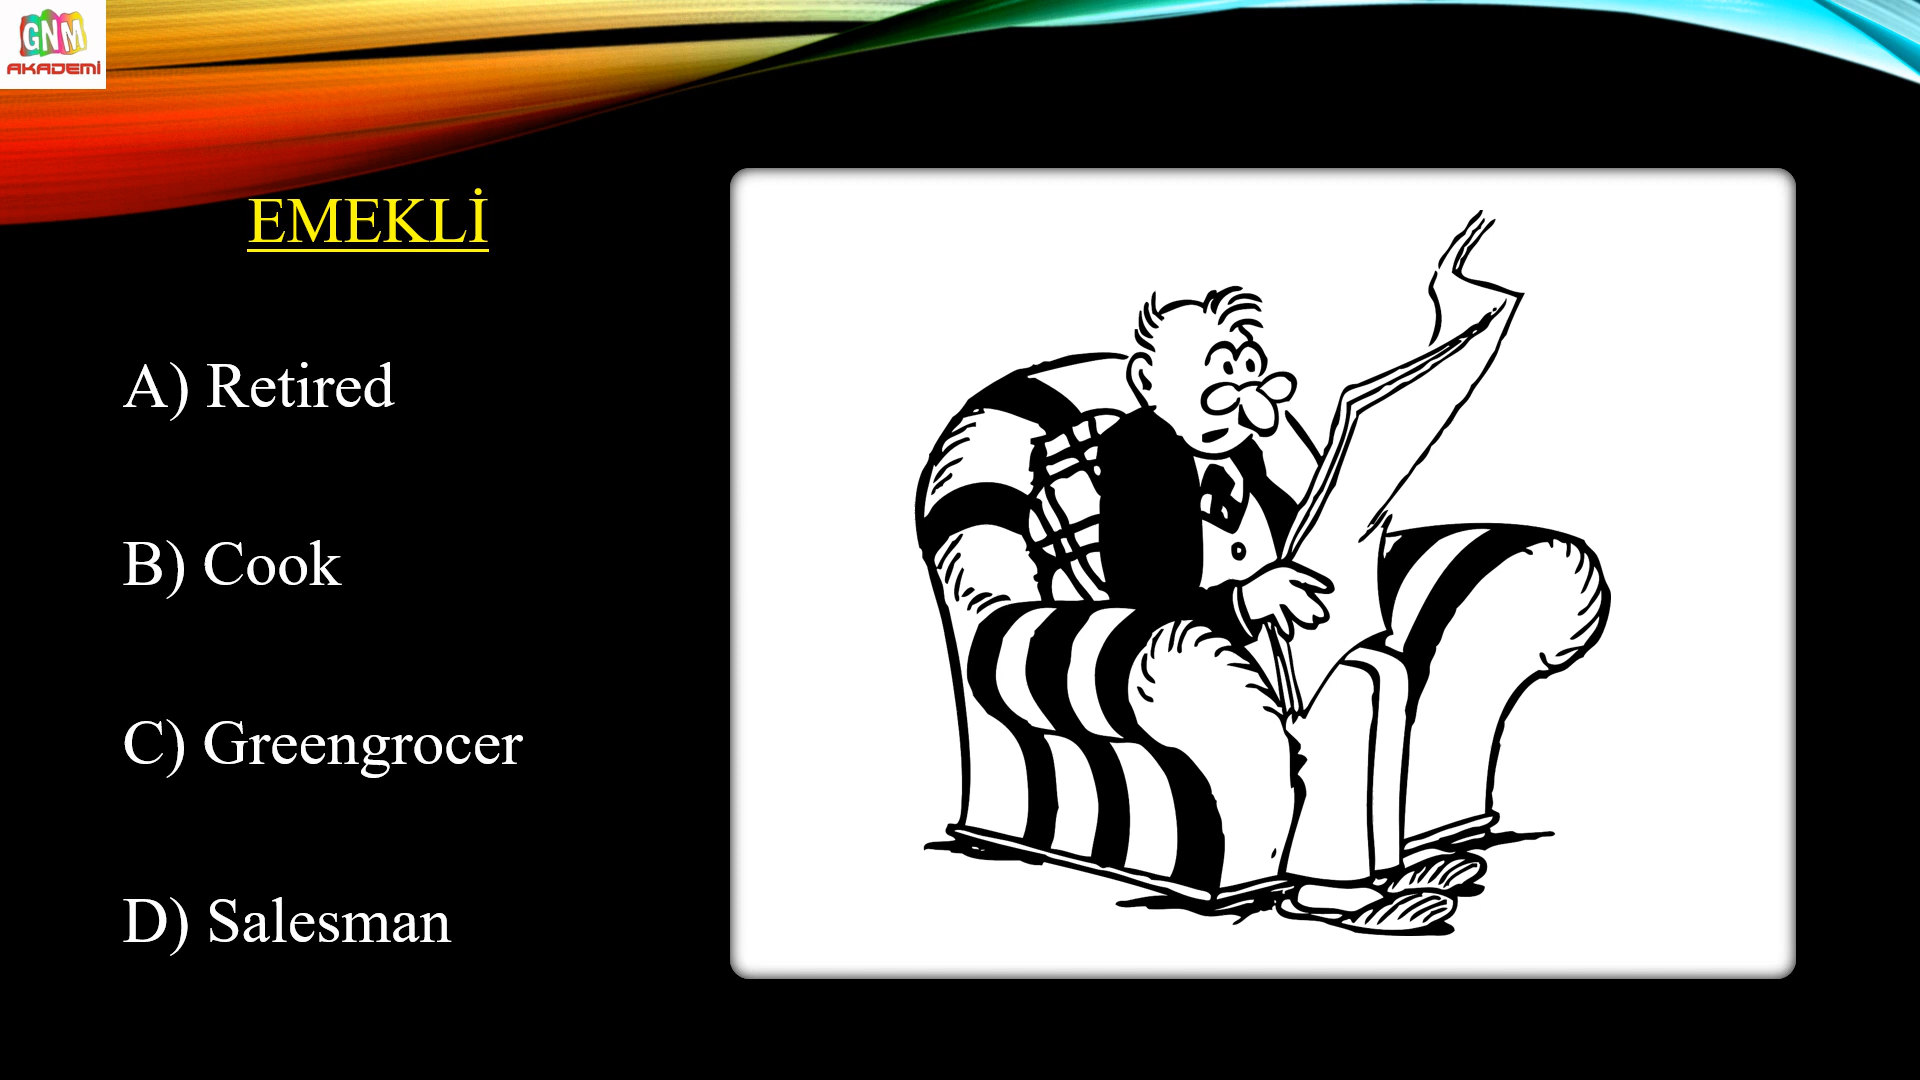 GNM
AKADEMİ
EMEKLİ
A) Retired
B) Cook
C) Greengrocer
D) Salesman